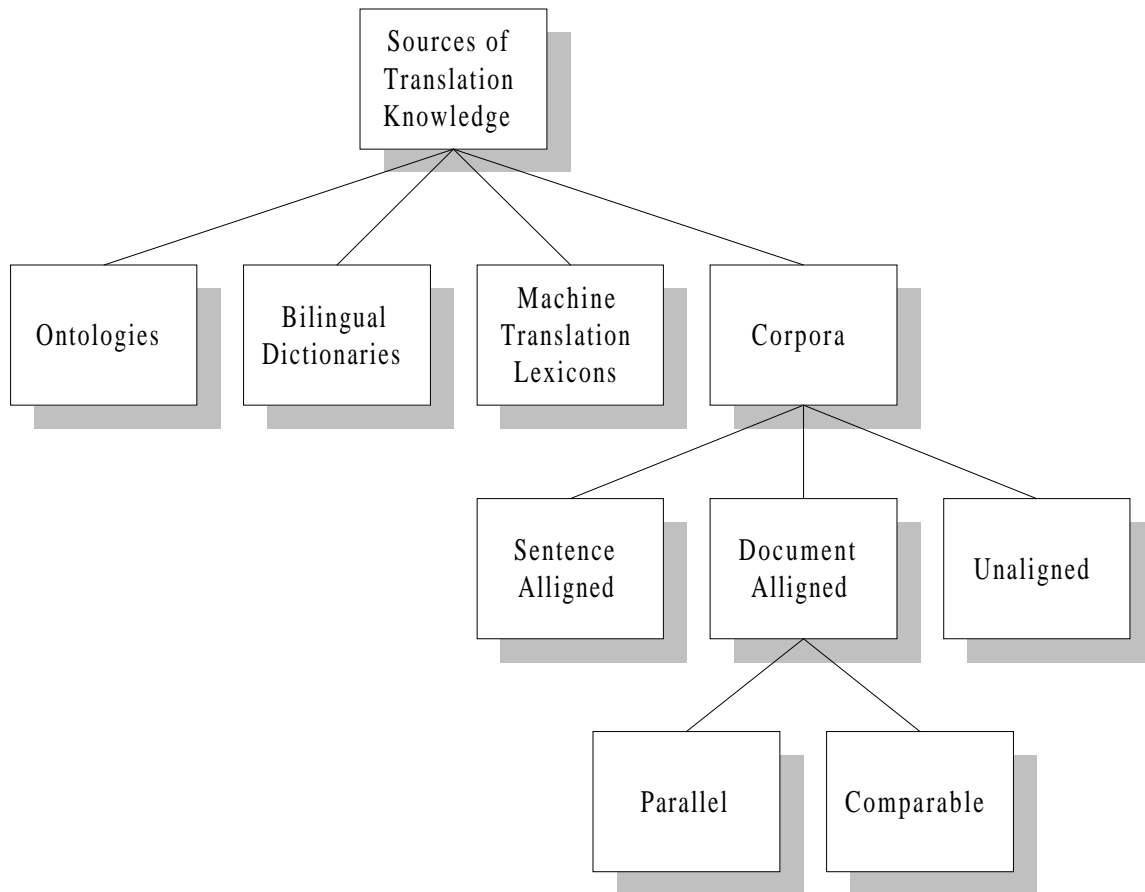 Sources of
Translation
Knowledge
Ontologies
Bilingual
Dictionaries
Machine
Translation
Lexicons
Corpora
Sentence
Alligned
Document
Alligned
Unaligned
Parallel
Comparable